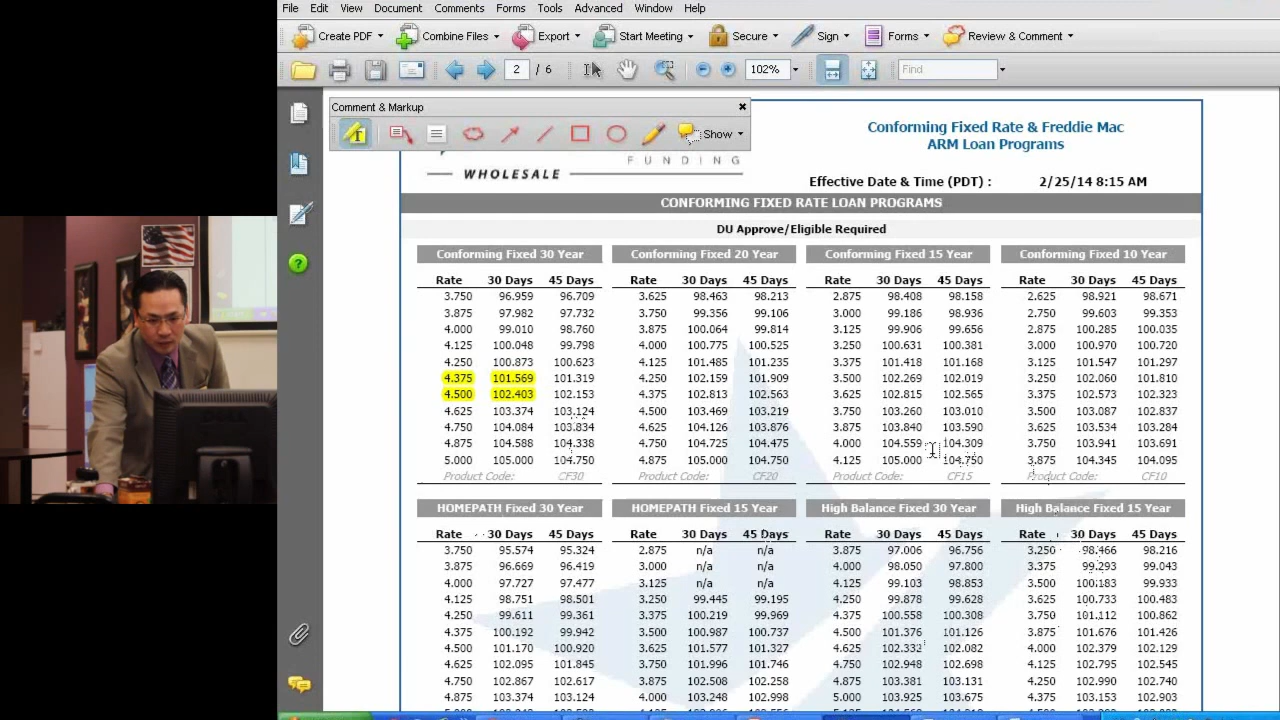 File Edit View Document Comments Forms Tools Advanced Window Help
Create PDF Combine Files Export Start Meeting Secure Sign Forms Review & Comment
2 / 6 102% Find
Comment & Markup
Show
Conforming Fixed Rate & Freddie Mac
ARM Loan Programs
FUNDING
WHOLESALE
Effective Date & Time (PDT) : 2/25/14 8:15 AM
CONFORMING FIXED RATE LOAN PROGRAMS
DU Approve/Eligible Required
Conforming Fixed 30 Year Conforming Fixed 20 Year Conforming Fixed 15 Year Conforming Fixed 10 Year
Rate 30 Days 45 Days Rate 30 Days 45 Days Rate 30 Days 45 Days Rate 30 Days 45 Days
3.750 96.959 96.709 3.625 98.463 98.213 2.875 98.408 98.158 2.625 98.921 98.671
3.875 97.982 97.732 3.750 99.356 99.106 3.000 99.186 98.936 2.750 99.603 99.353
4.000 99.010 98.760 3.875 100.064 99.814 3.125 99.906 99.656 2.875 100.285 100.035
4.125 100.048 99.798 4.000 100.775 100.525 3.250 100.631 100.381 3.000 100.970 100.720
4.250 100.873 100.623 4.125 101.485 101.235 3.375 101.418 101.168 3.125 101.547 101.297
4.375 101.569 101.319 4.250 102.159 101.909 3.500 102.269 102.019 3.250 102.060 101.810
4.500 102.403 102.153 4.375 102.813 102.563 3.625 102.815 102.565 3.375 102.573 102.323
4.625 103.374 103.124 4.500 103.469 103.219 3.750 103.260 103.010 3.500 103.087 102.837
4.750 104.084 103.834 4.625 104.126 103.876 3.875 103.840 103.590 3.625 103.534 103.284
4.875 104.588 104.338 4.750 104.725 104.475 4.000 104.559 104.309 3.750 103.941 103.691
5.000 105.000 104.750 4.875 105.000 104.750 4.125 105.000 104.750 3.875 104.345 104.095
Product Code: CF30 Product Code: CF20 Product Code: CF15 Product Code: CF10
HOMEPATH Fixed 30 Year HOMEPATH Fixed 15 Year High Balance Fixed 30 Year High Balance Fixed 15 Year
Rate 30 Days 45 Days Rate 30 Days 45 Days Rate 30 Days 45 Days Rate 30 Days 45 Days
3.750 95.574 95.324 2.875 n/a n/a 3.875 97.006 96.756 3.250 98.466 98.216
3.875 96.669 96.419 3.000 n/a n/a 4.000 98.050 97.800 3.375 99.293 99.043
4.000 97.727 97.477 3.125 n/a n/a 4.125 99.103 98.853 3.500 100.183 99.933
4.125 98.751 98.501 3.250 99.445 99.195 4.250 99.878 99.628 3.625 100.733 100.483
4.250 99.611 99.361 3.375 100.219 99.969 4.375 100.558 100.308 3.750 101.112 100.862
4.375 100.192 99.942 3.500 100.987 100.737 4.500 101.376 101.126 3.875 101.676 101.426
4.500 101.170 100.920 3.625 101.577 101.327 4.625 102.332 102.082 4.000 102.379 102.129
4.625 102.095 101.845 3.750 101.996 101.746 4.750 102.948 102.698 4.125 102.795 102.545
4.750 102.867 102.617 3.875 102.508 102.258 4.875 103.381 103.131 4.250 102.990 102.740
4.875 103.374 103.124 4.000 103.248 102.998 5.000 103.925 103.675 4.375 103.153 102.903
DELL